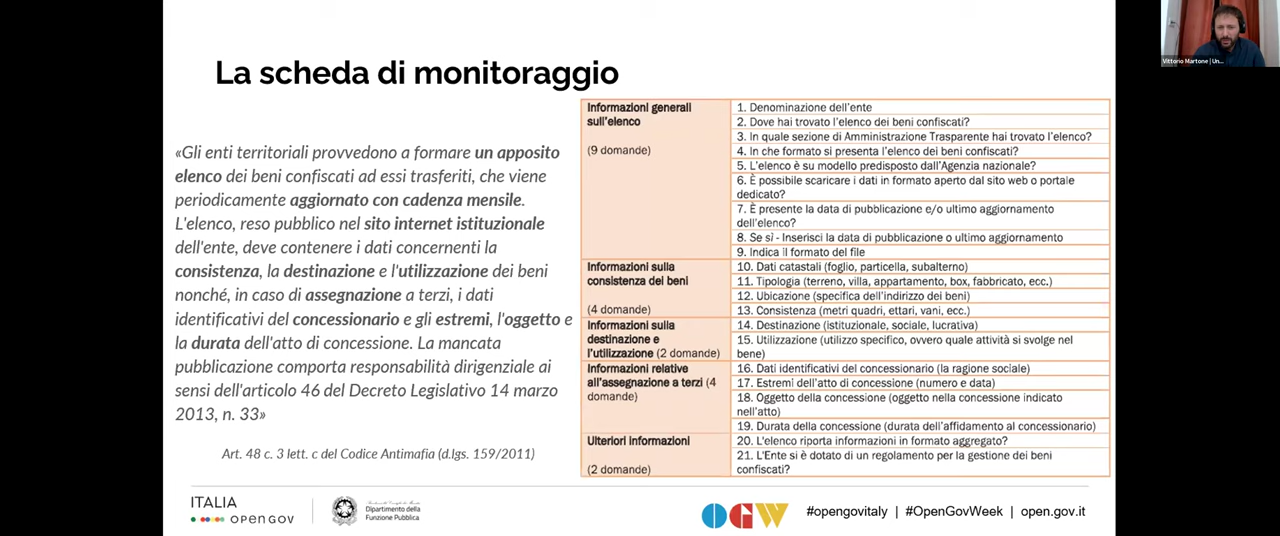 La scheda di monitoraggio
«Gli enti territoriali provvedono a formare un apposito
elenco dei beni confiscati ad essi trasferiti, che viene
periodicamente aggiornato con cadenza mensile.
L'elenco, reso pubblico nel sito internet istituzionale
dell'ente, deve contenere i dati concernenti la
consistenza, la destinazione e l'utilizzazione dei beni
nonché, in caso di assegnazione a terzi, i dati
identificativi del concessionario e gli estremi, l'oggetto e
la durata dell'atto di concessione. La mancata
pubblicazione comporta responsabilità dirigenziale ai
sensi dell'articolo 46 del Decreto Legislativo 14 marzo
2013, n. 33»
Art. 48 c. 3 lett. c del Codice Antimafia (d.lgs. 159/2011)
Informazioni generali
sull'elenco
(9 domande)
1. Denominazione dell'ente
2. Dove hai trovato l'elenco dei beni confiscati?
3. In quale sezione di Amministrazione Trasparente hai trovato l'elenco?
4. In che formato si presenta l'elenco dei beni confiscati?
5. L'elenco è su modello predisposto dall'Agenzia nazionale?
6. È possibile scaricare i dati in formato aperto dal sito web o portale
dedicato?
7. È presente la data di pubblicazione e/o ultimo aggiornamento
dell'elenco?
8. Se sì - Inserisci la data di pubblicazione o ultimo aggiornamento
9. Indica il formato del file
Informazioni sulla
consistenza dei beni
(4 domande)
10. Dati catastali (foglio, particella, subalterno)
11. Tipologia (terreno, villa, appartamento, box, fabbricato, ecc.)
12. Ubicazione (specifica dell'indirizzo dei beni)
13. Consistenza (metri quadri, ettari, vani, ecc.)
Informazioni sulla
destinazione e
l'utilizzazione (2 domande)
14. Destinazione (istituzionale, sociale, lucrativa)
15. Utilizzazione (utilizzo specifico, ovvero quale attività si svolge nel
bene)
Informazioni relative
all'assegnazione a terzi (4
domande)
16. Dati identificativi del concessionario (la ragione sociale)
17. Estremi dell'atto di concessione (numero e data)
18. Oggetto della concessione (oggetto nella concessione indicato
nell'atto)
19. Durata della concessione (durata dell'affidamento al concessionario)
Ulteriori informazioni
(2 domande)
20. L'elenco riporta informazioni in formato aggregato?
21. L'Ente si è dotato di un regolamento per la gestione dei beni
confiscati?
ITALIA
OPEN GOV
Dipartimento della
Funzione Pubblica
OGW
#opengovitaly | #OpenGovWeek | open.gov.it
Vittorio Martone | Un...